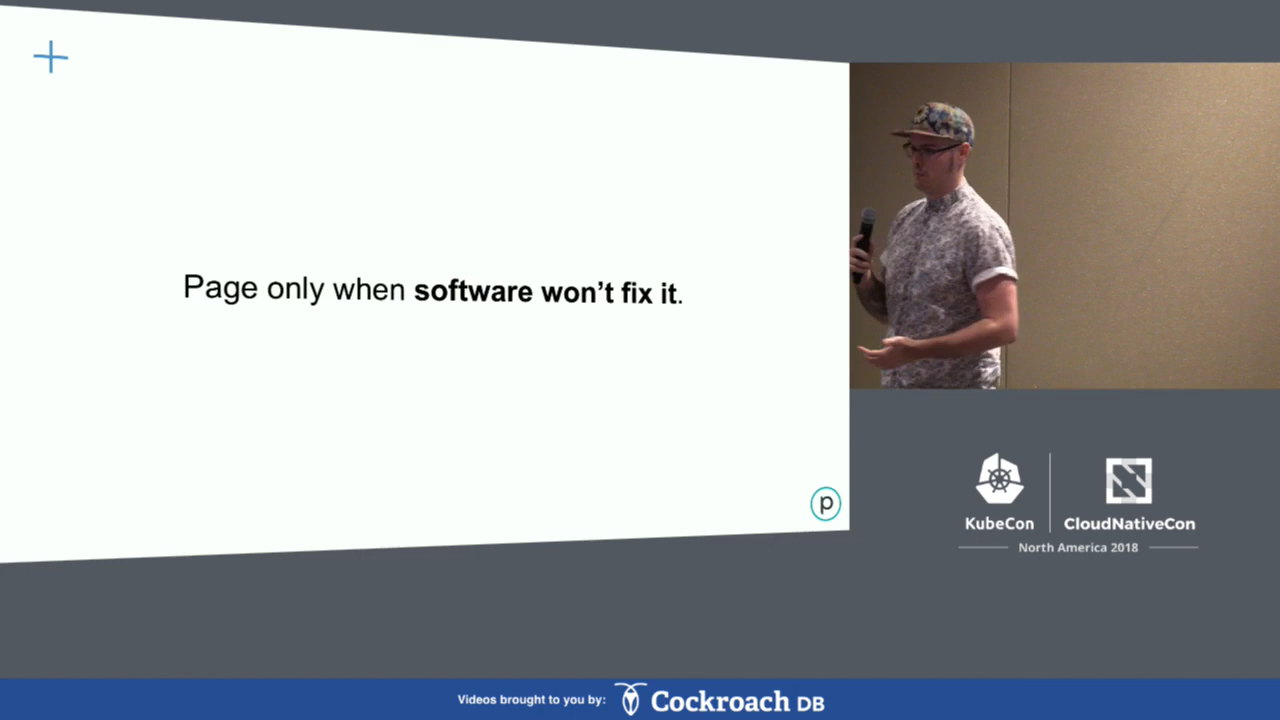 Page only when software won't fix it.
p
KubeCon
CloudNativeCon
North America 2018
Videos brought to you by: Cockroach DB